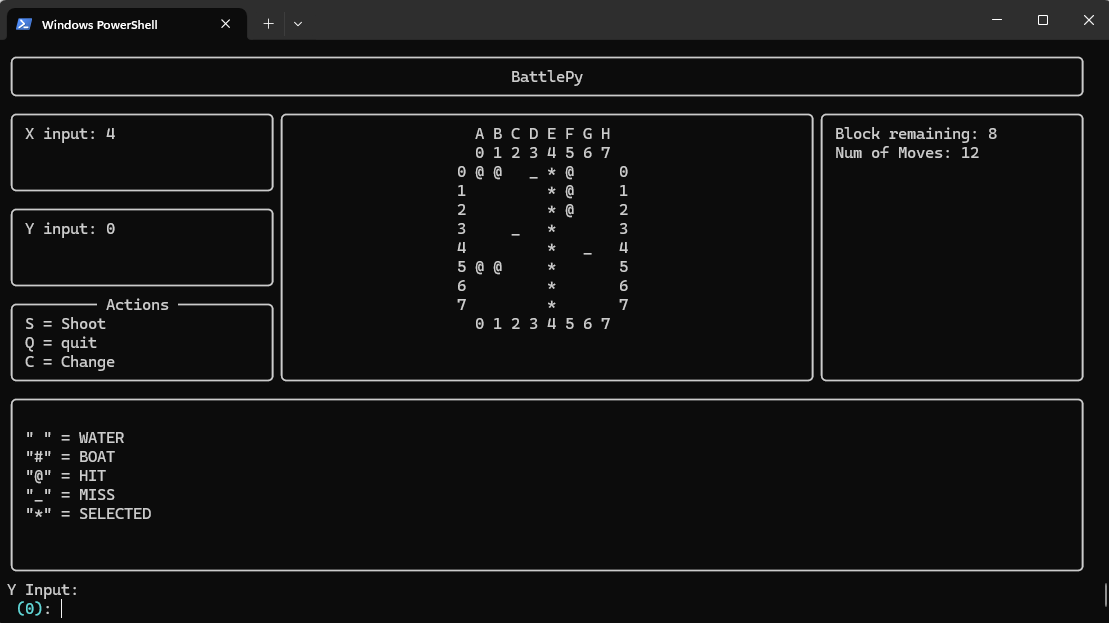 Windows PowerShell
BattlePy
X input: 4
Y input: 0
Actions
S = Shoot
Q = quit
C = Change
A B C D E F G H
0 1 2 3 4 5 6 7
0 @ @   _ * @     0
1         * @     1
2         * @     2
3     _   *       3
4         *   _   4
5 @ @     *       5
6         *       6
7         *       7
0 1 2 3 4 5 6 7
Block remaining: 8
Num of Moves: 12
" " = WATER
"#" = BOAT
"@" = HIT
"_" = MISS
"*" = SELECTED
Y Input:
(0):